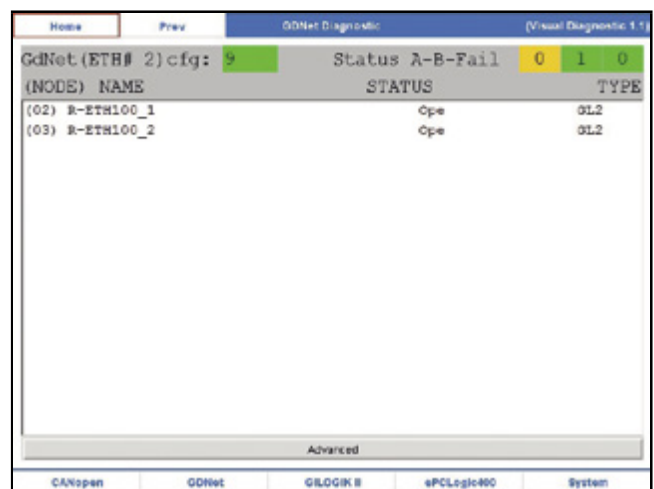 Home Prev GDNet Diagnostic (Visual Diagnostic 1.1)
GdNet(ETH# 2)cfg: 9 Status A-B-Fail 0 1 0
(NODE) NAME STATUS TYPE
(02) R-ETH100_1 Ope GL2
(03) R-ETH100_2 Ope GL2
Advanced
CANopen GDNet GILOGIK II ePCLogic400 System